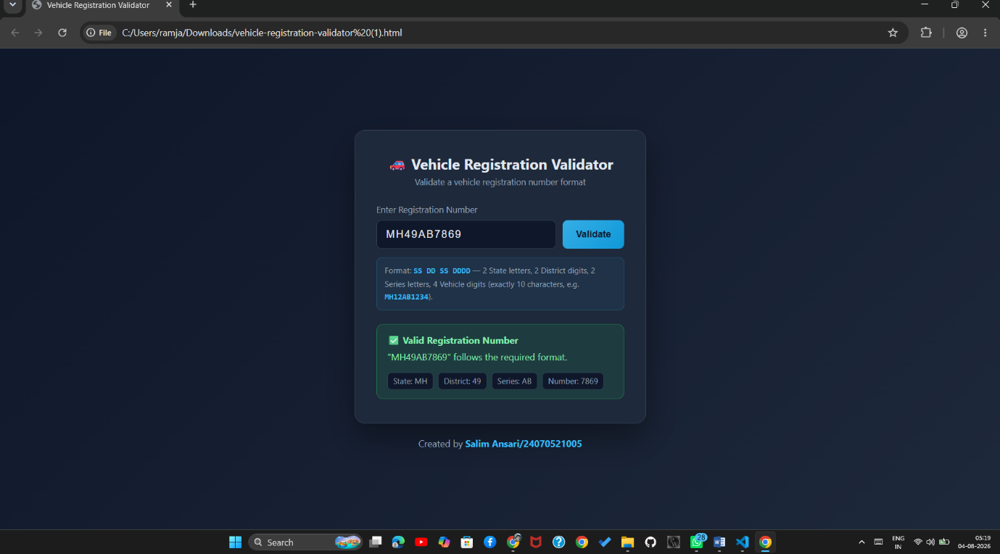 Vehicle Registration Validator
File
C:/Users/ramja/Downloads/vehicle-registration-validator%20(1).html
Vehicle Registration Validator
Validate a vehicle registration number format
Enter Registration Number
MH49AB7869
Validate
Format: SS DD SS DDDD — 2 State letters, 2 District digits, 2
Series letters, 4 Vehicle digits (exactly 10 characters, e.g.
MH12AB1234).
Valid Registration Number
"MH49AB7869" follows the required format.
State: MH District: 49 Series: AB Number: 7869
Created by Salim Ansari/24070521005
Search
28
ENG
IN
05:19
04-08-2026